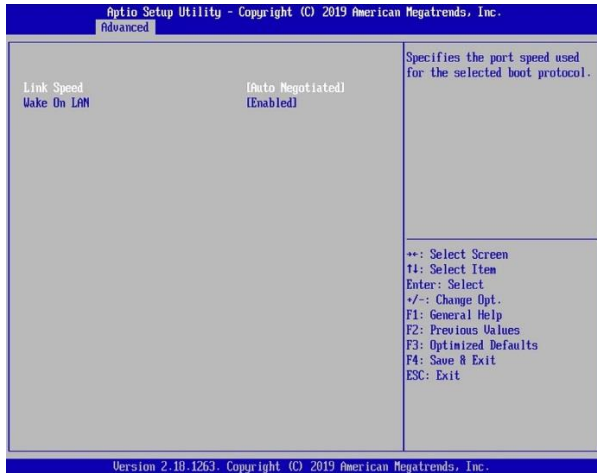 Aptio Setup Utility - Copyright (C) 2019 American Megatrends, Inc.
Advanced
Link Speed [Auto Negotiated]
Wake On LAN [Enabled]
Specifies the port speed used
for the selected boot protocol.
→←: Select Screen
↑↓: Select Item
Enter: Select
+/-: Change Opt.
F1: General Help
F2: Previous Values
F3: Optimized Defaults
F4: Save & Exit
ESC: Exit
Version 2.18.1263. Copyright (C) 2019 American Megatrends, Inc.